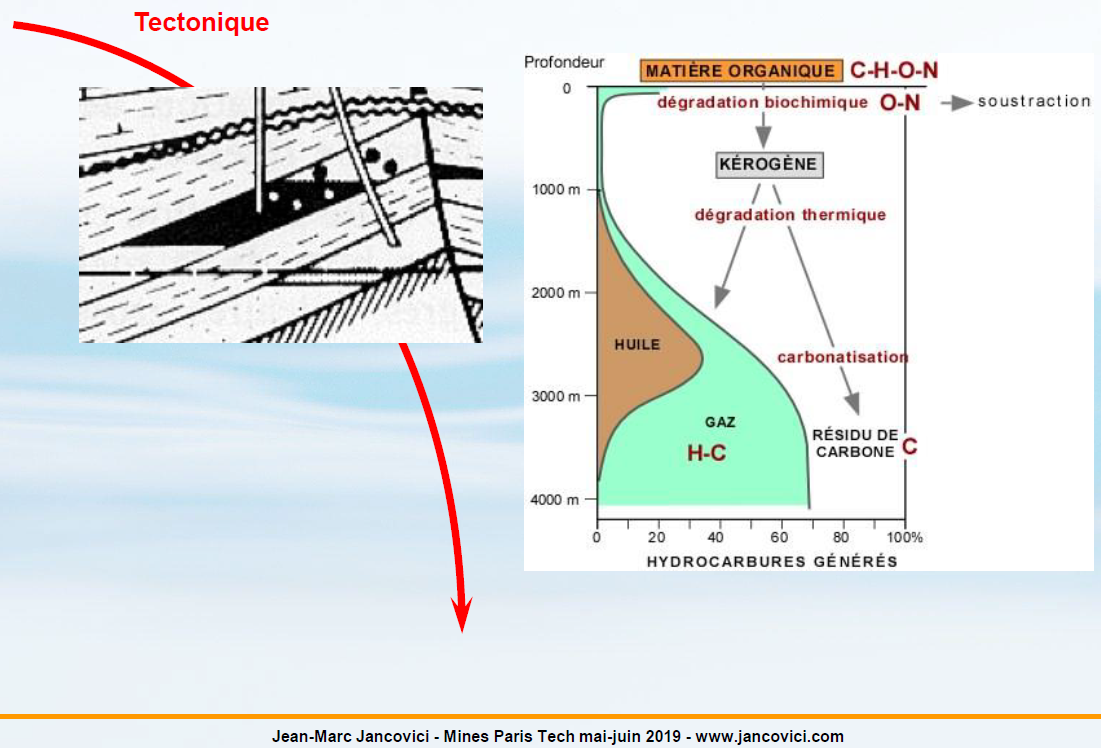 Tectonique
Profondeur
MATIÈRE ORGANIQUE C-H-O-N
0
dégradation biochimique O-N soustraction
KÉROGÈNE
1000 m
dégradation thermique
2000 m
HUILE
carbonatisation
3000 m
GAZ
H-C
RÉSIDU DE
CARBONE C
4000 m
0 20 40 60 80 100%
HYDROCARBURES GÉNÉRÉS
Jean-Marc Jancovici - Mines Paris Tech mai-juin 2019 - www.jancovici.com